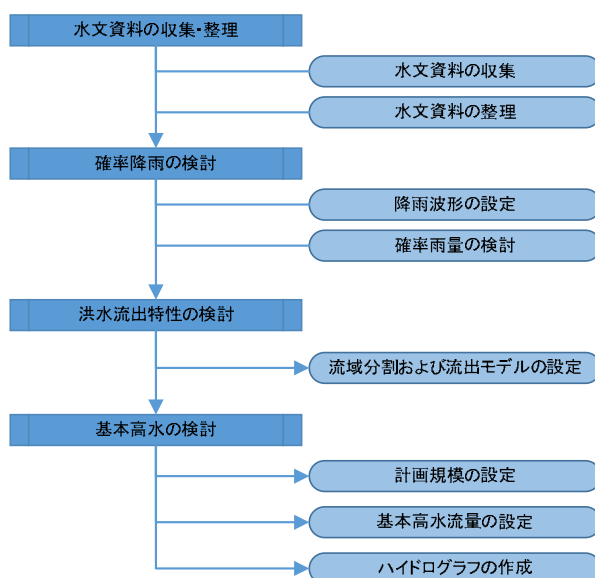 水文資料の収集・整理
水文資料の収集
水文資料の整理
確率降雨の検討
降雨波形の設定
確率雨量の検討
洪水流出特性の検討
流域分割および流出モデルの設定
基本高水の検討
計画規模の設定
基本高水流量の設定
ハイドログラフの作成